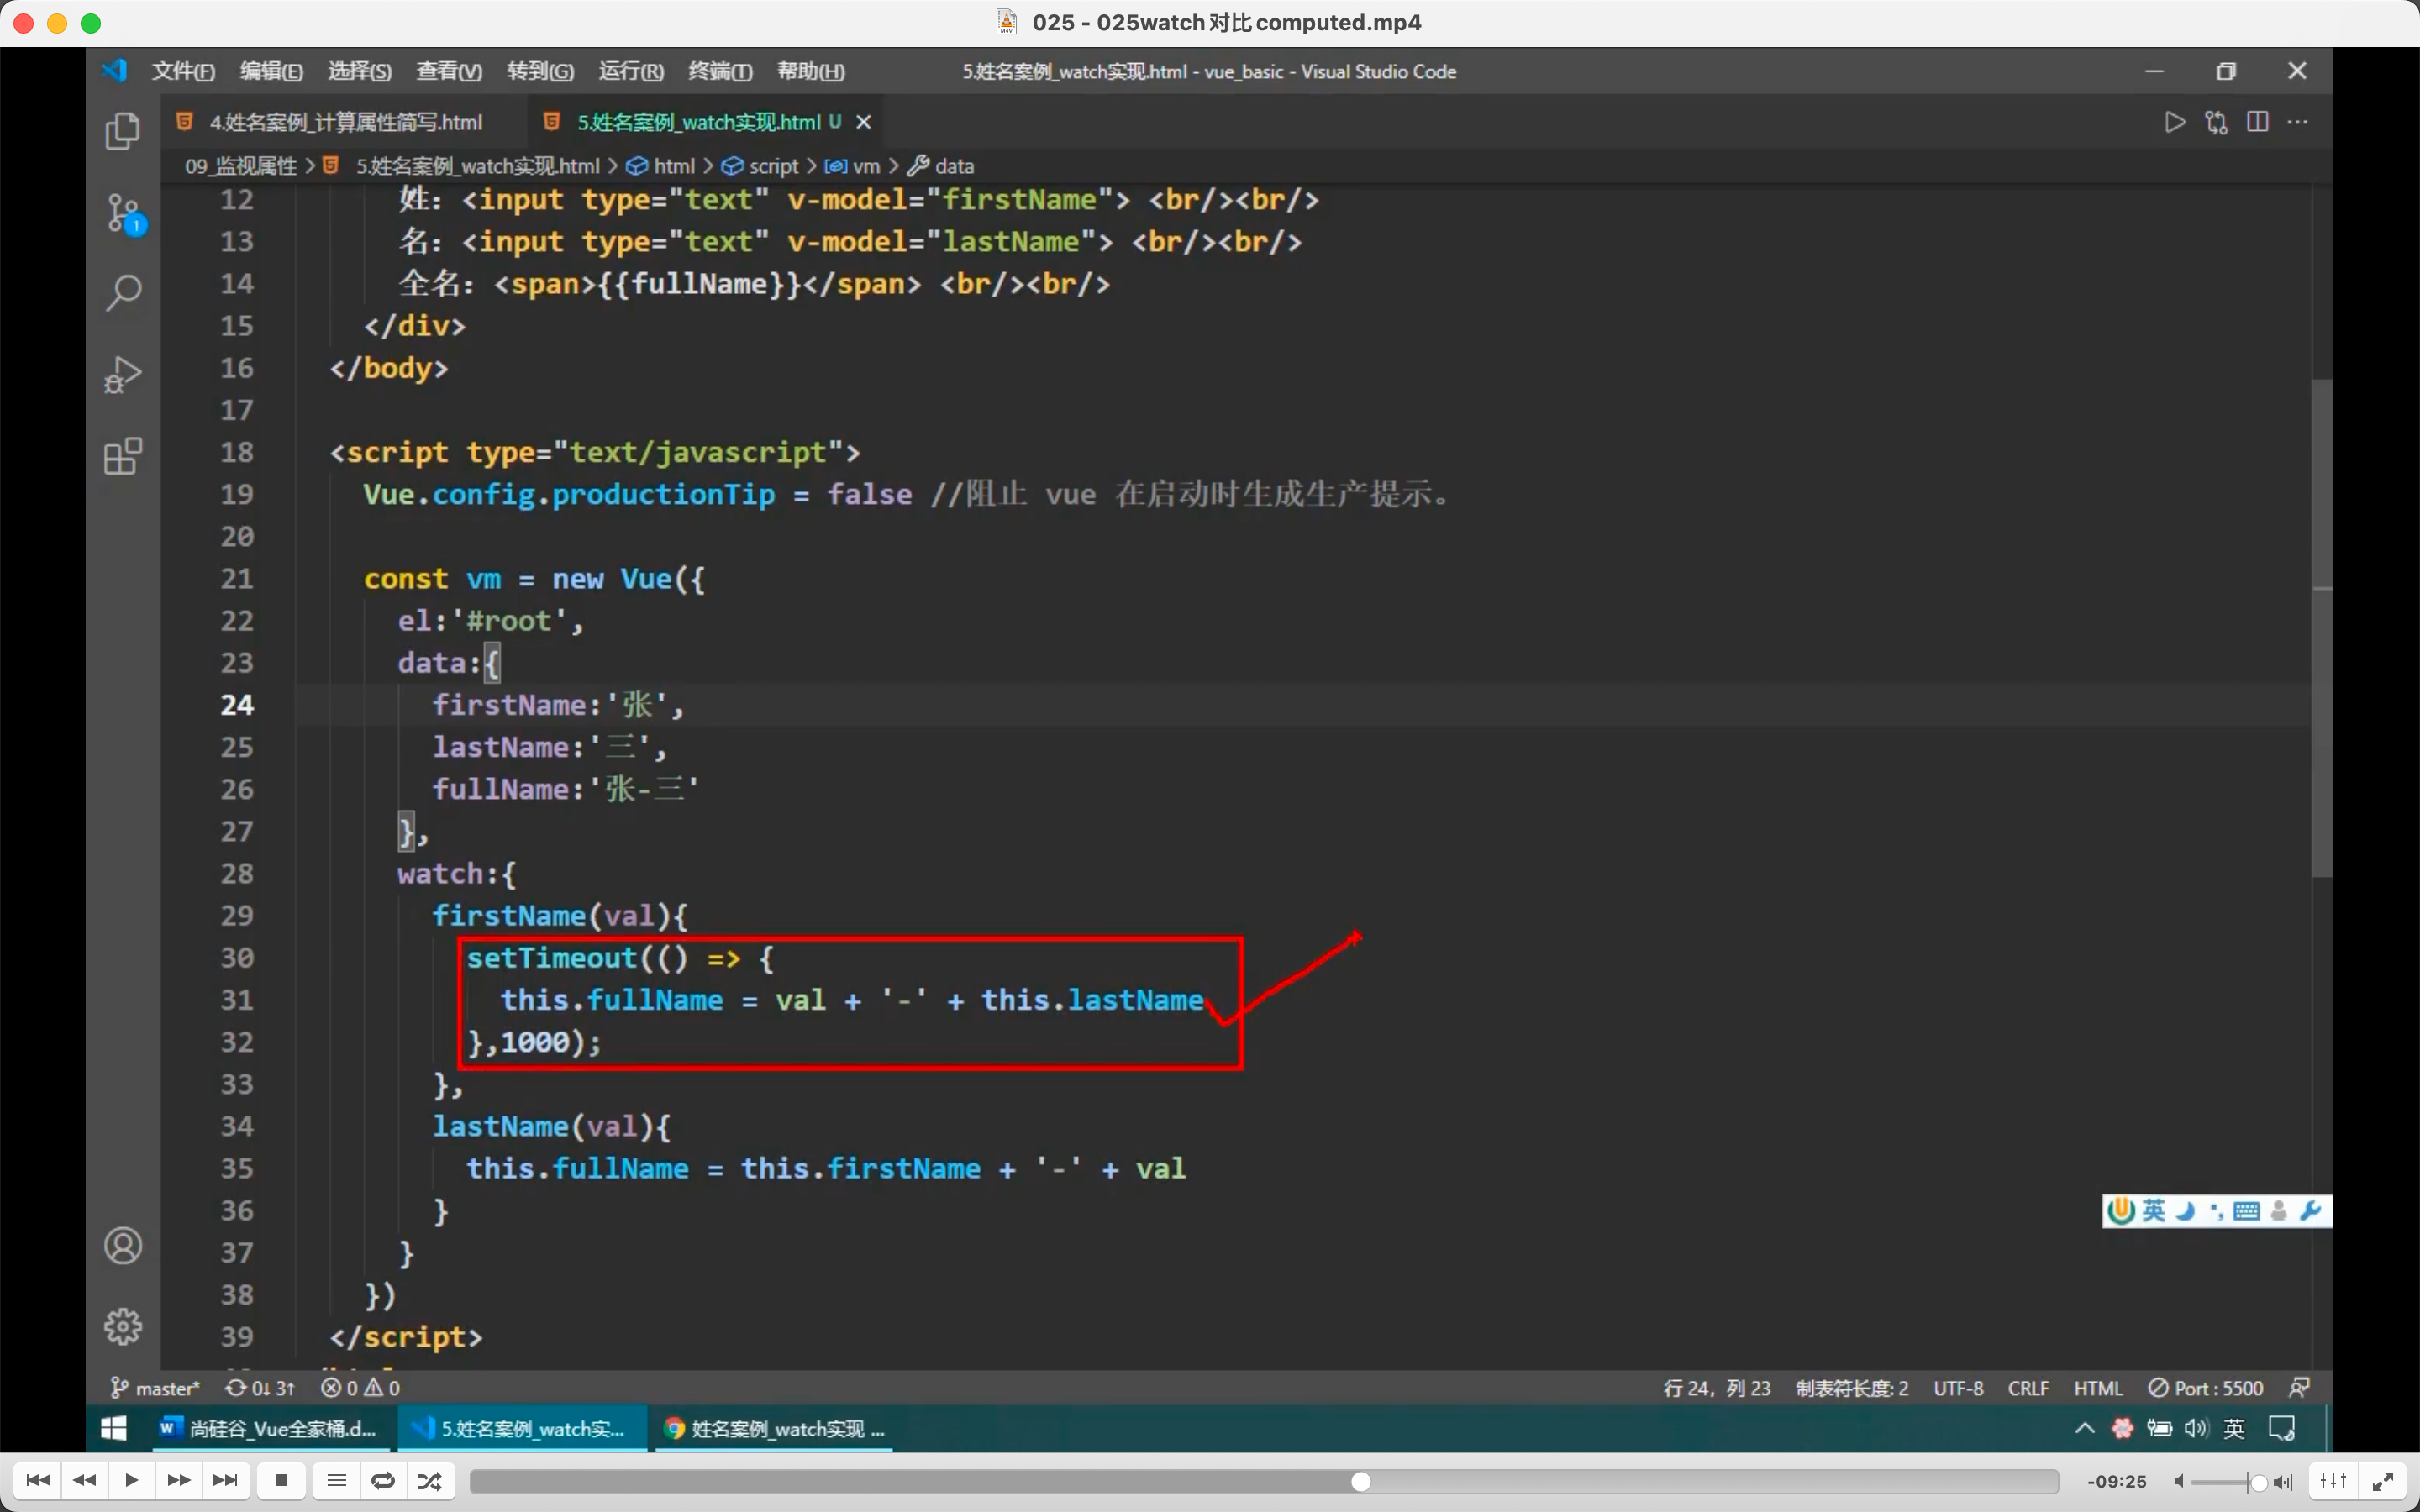 025 - 025watch对比computed.mp4
文件(F) 编辑(E) 选择(S) 查看(V) 转到(G) 运行(R) 终端(T) 帮助(H) 5.姓名案例_watch实现.html - vue_basic - Visual Studio Code
4.姓名案例_计算属性简写.html 5.姓名案例_watch实现.html U
09_监视属性 > 5.姓名案例_watch实现.html > html > script > vm > data
12 姓：<input type="text" v-model="firstName"> <br/><br/>
13 名：<input type="text" v-model="lastName"> <br/><br/>
14 全名：<span>{{fullName}}</span> <br/><br/>
15 </div>
16 </body>
17
18 <script type="text/javascript">
19 Vue.config.productionTip = false //阻止 vue 在启动时生成生产提示。
20
21 const vm = new Vue({
22 el:'#root',
23 data:{
24 firstName:'张',
25 lastName:'三',
26 fullName:'张-三'
27 },
28 watch:{
29 firstName(val){
30 setTimeout(() => {
31 this.fullName = val + '-' + this.lastName
32 },1000);
33 },
34 lastName(val){
35 this.fullName = this.firstName + '-' + val
36 }
37 }
38 })
39 </script>
英
master* 0↓ 3↑ 0 0 行 24，列 23 制表符长度: 2 UTF-8 CRLF HTML Port : 5500
尚硅谷_Vue全家桶.d... 5.姓名案例_watch实... 姓名案例_watch实现 ... 英
-09:25